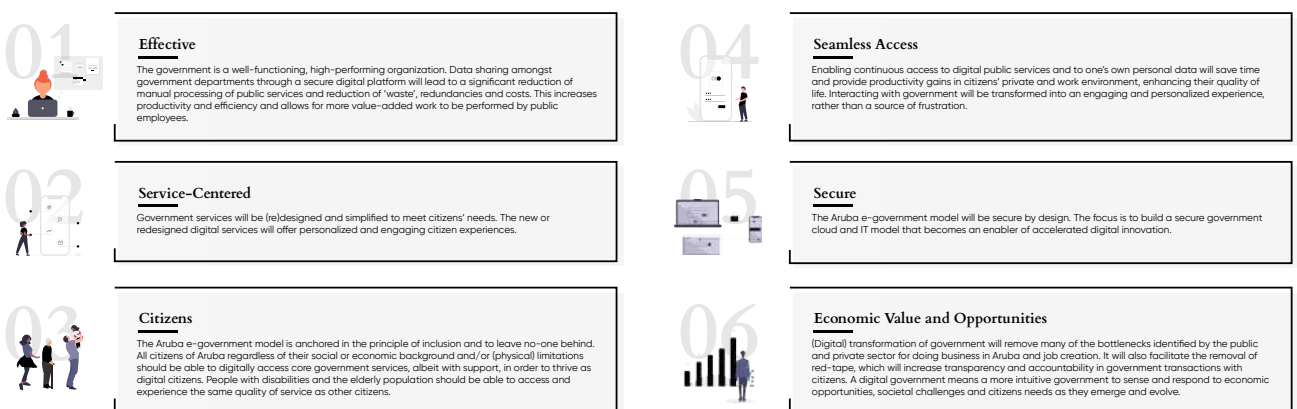 01
Effective
The government is a well-functioning, high-performing organization. Data sharing amongst
government departments through a secure digital platform will lead to a significant reduction of
manual processing of public services and reduction of 'waste', redundancies and costs. This increases
productivity and efficiency and allows for more value-added work to be performed by public
employees.
02
Service-Centered
Government services will be (re)designed and simplified to meet citizens' needs. The new or
redesigned digital services will offer personalized and engaging citizen experiences.
03
Citizens
The Aruba e-government model is anchored in the principle of inclusion and to leave no-one behind.
All citizens of Aruba regardless of their social or economic background and/or (physical) limitations
should be able to digitally access core government services, albeit with support, in order to thrive as
digital citizens. People with disabilities and the elderly population should be able to access and
experience the same quality of service as other citizens.
04
Seamless Access
Enabling continuous access to digital public services and to one's own personal data will save time
and provide productivity gains in citizens' private and work environment, enhancing their quality of
life. Interacting with government will be transformed into an engaging and personalized experience,
rather than a source of frustration.
05
Secure
The Aruba e-government model will be secure by design. The focus is to build a secure government
cloud and IT model that becomes an enabler of accelerated digital innovation.
06
Economic Value and Opportunities
(Digital) transformation of government will remove many of the bottlenecks identified by the public
and private sector for doing business in Aruba and job creation. It will also facilitate the removal of
red-tape, which will increase transparency and accountability in government transactions with
citizens. A digital government means a more intuitive government to sense and respond to economic
opportunities, societal challenges and citizens needs as they emerge and evolve.